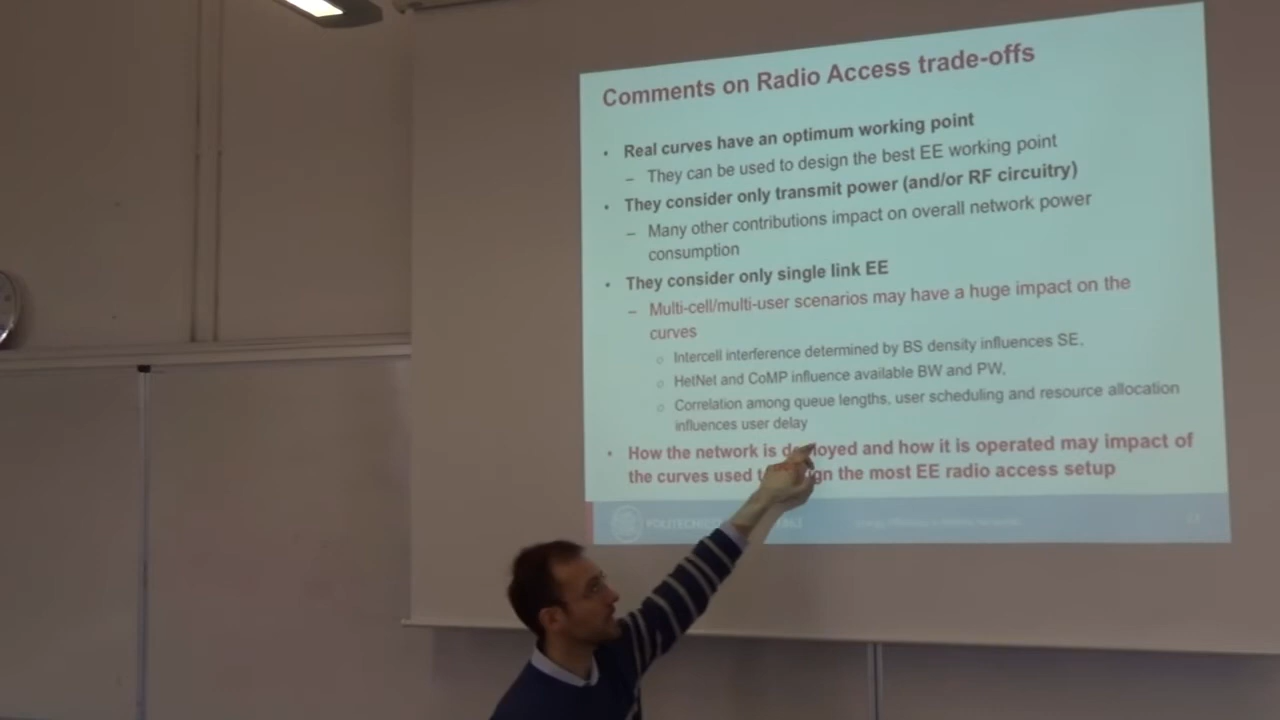 Comments on Radio Access trade-offs
• Real curves have an optimum working point
– They can be used to design the best EE working point
• They consider only transmit power (and/or RF circuitry)
– Many other contributions impact on overall network power
consumption
• They consider only single link EE
– Multi-cell/multi-user scenarios may have a huge impact on the
curves
○ Intercell interference determined by BS density influences SE,
○ HetNet and CoMP influence available BW and PW,
○ Correlation among queue lengths, user scheduling and resource allocation
influences user delay
• How the network is deployed and how it is operated may impact of
the curves used the most EE radio access setup
POLITECNICO